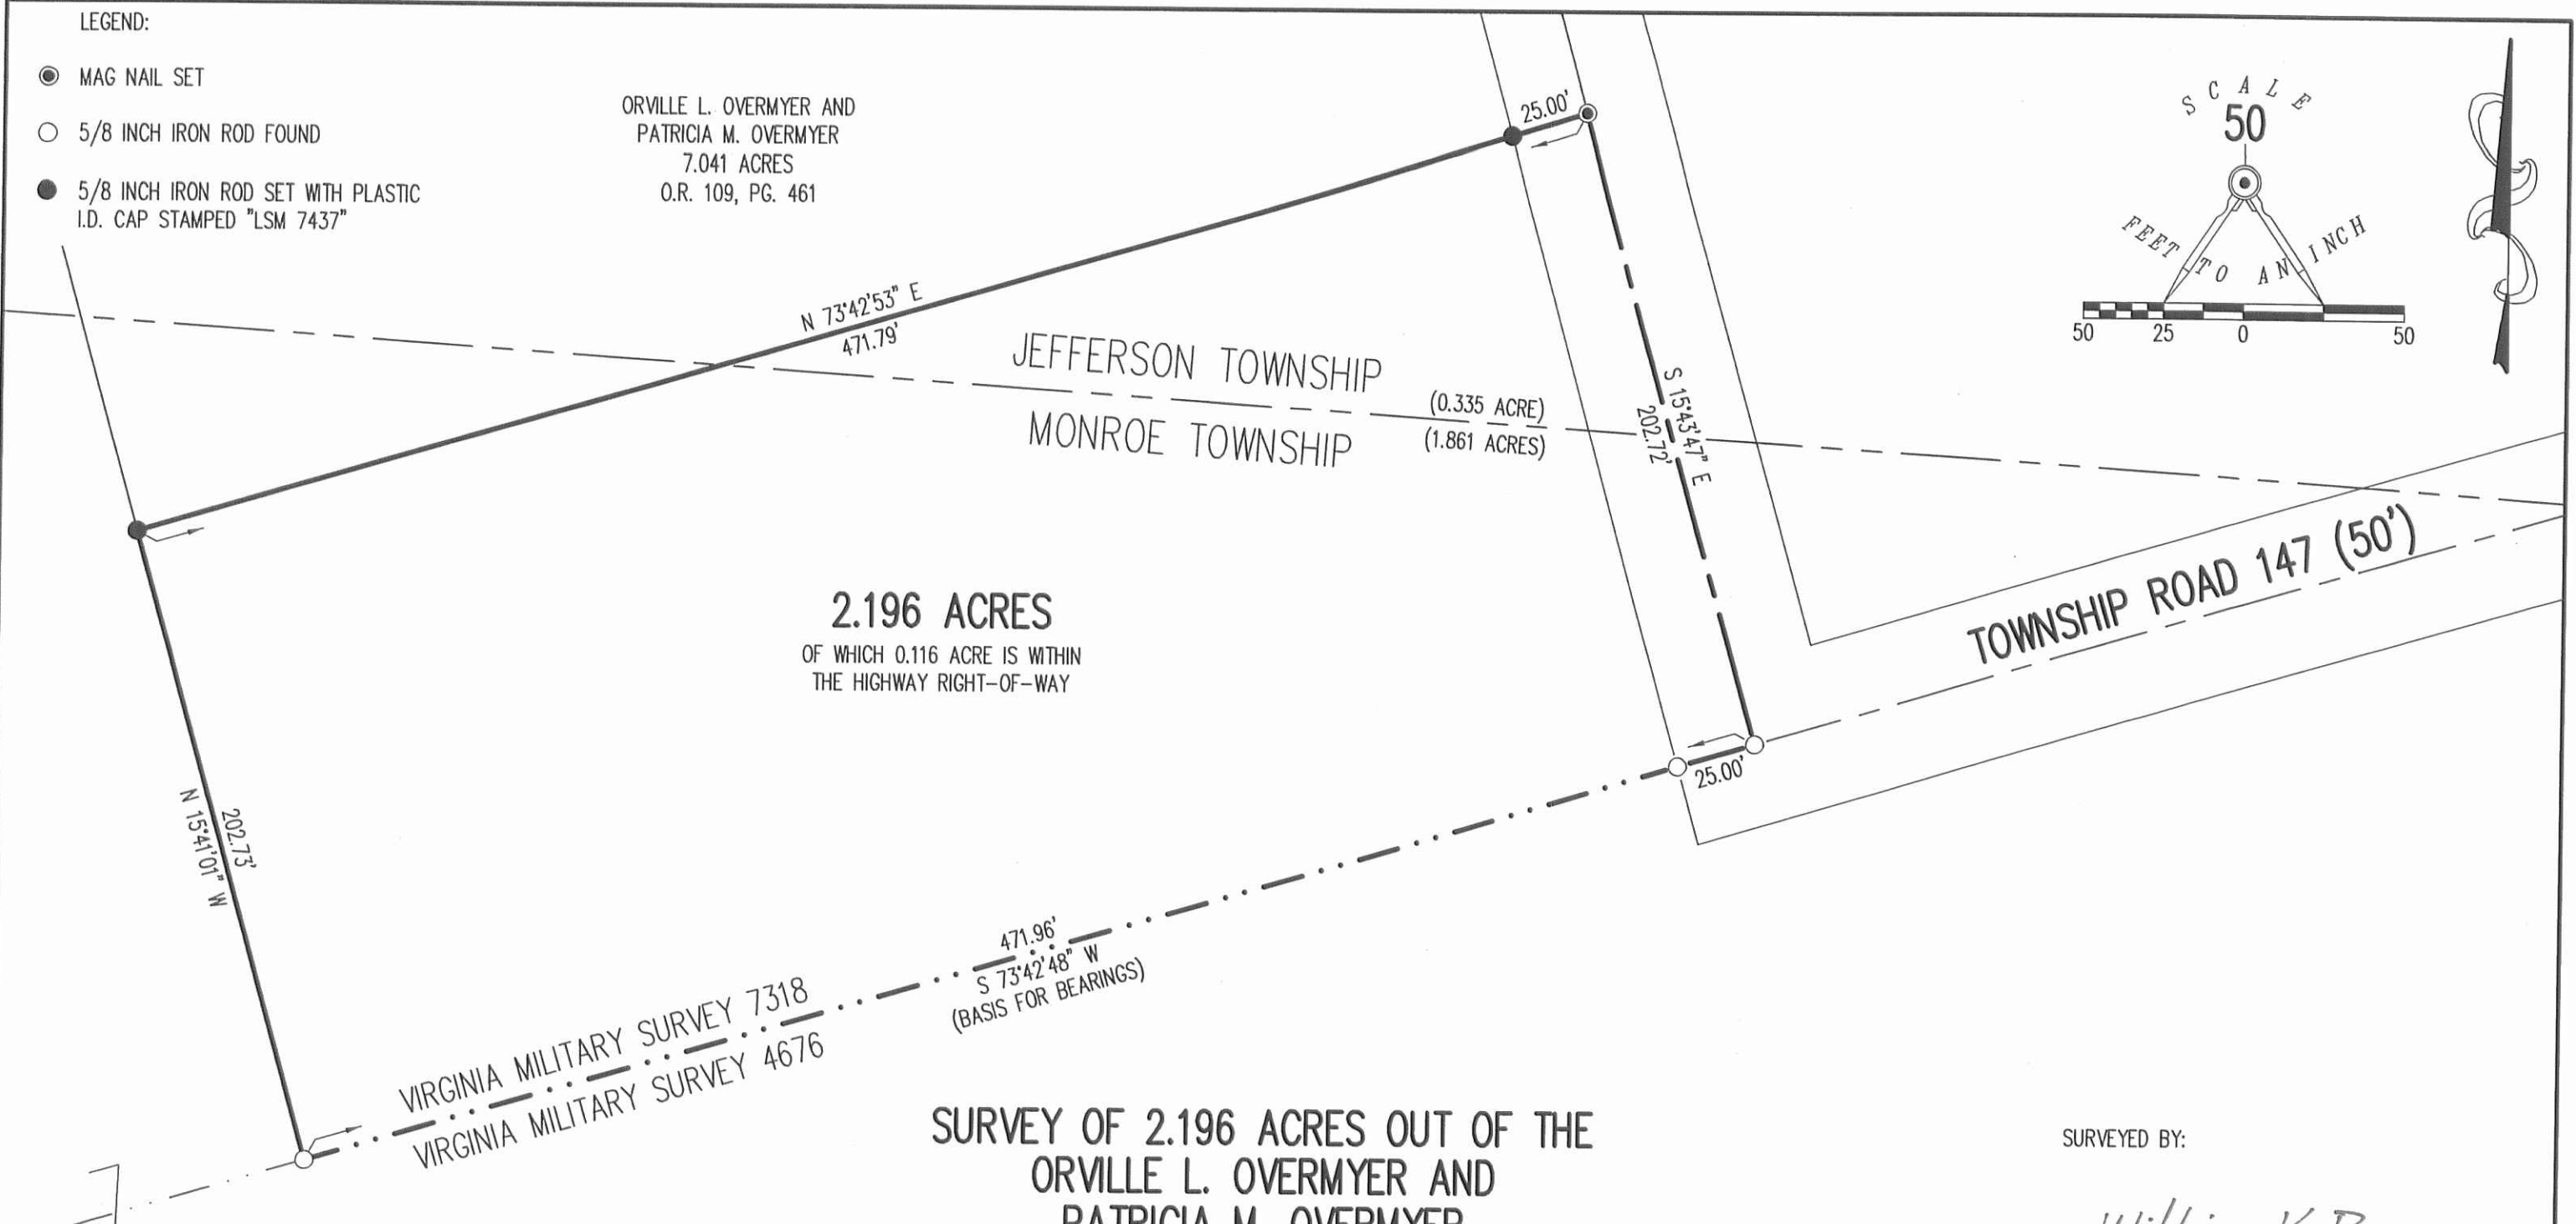 LEGEND:
MAG NAIL SET
5/8 INCH IRON ROD FOUND
5/8 INCH IRON ROD SET WITH PLASTIC
I.D. CAP STAMPED "LSM 7437"
ORVILLE L. OVERMYER AND
PATRICIA M. OVERMYER
7.041 ACRES
O.R. 109, PG. 461
25.00'
SCALE
50
FEET TO AN INCH
50 25 0 50
N 73°42'53" E
471.79'
JEFFERSON TOWNSHIP
(0.335 ACRE)
MONROE TOWNSHIP
(1.861 ACRES)
S 15°43'47" E
202.72'
TOWNSHIP ROAD 147 (50')
2.196 ACRES
OF WHICH 0.116 ACRE IS WITHIN
THE HIGHWAY RIGHT-OF-WAY
25.00'
202.73'
N 15°41'01" W
471.96'
S 73°42'48" W
(BASIS FOR BEARINGS)
VIRGINIA MILITARY SURVEY 7318
VIRGINIA MILITARY SURVEY 4676
SURVEY OF 2.196 ACRES OUT OF THE
ORVILLE L. OVERMYER AND
PATRICIA M. OVERMYER
SURVEYED BY: